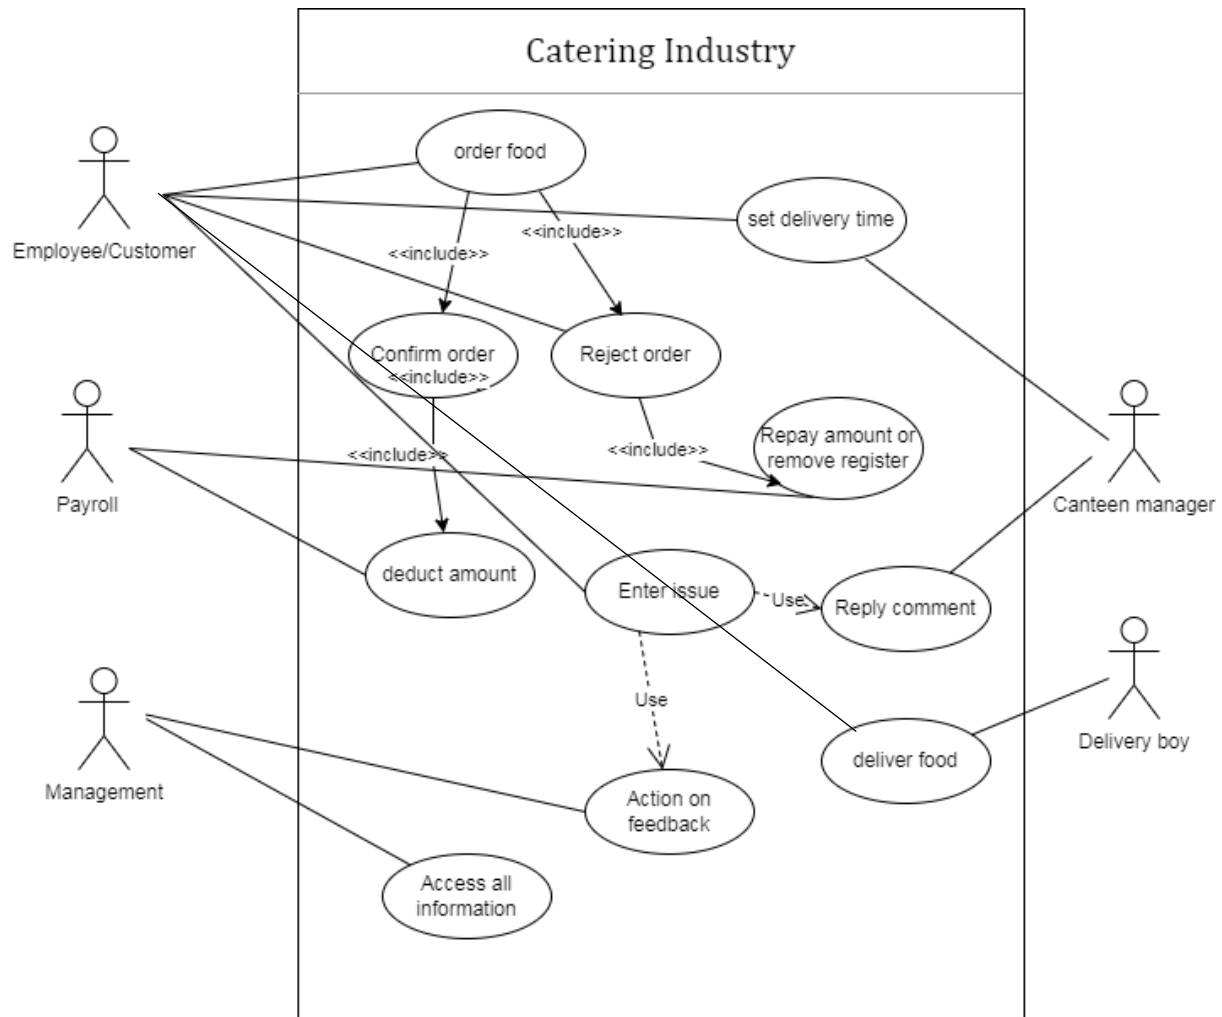 Catering Industry
order food
set delivery time
<<include>>
Employee/Customer
<<include>>
Confirm order
Reject order
<<include>>
Repay amount or
remove register
<<include>>
<<include>>
Payroll
Canteen manager
deduct amount
Enter issue
Use
Reply comment
Use
Delivery boy
deliver food
Management
Action on
feedback
Access all
information